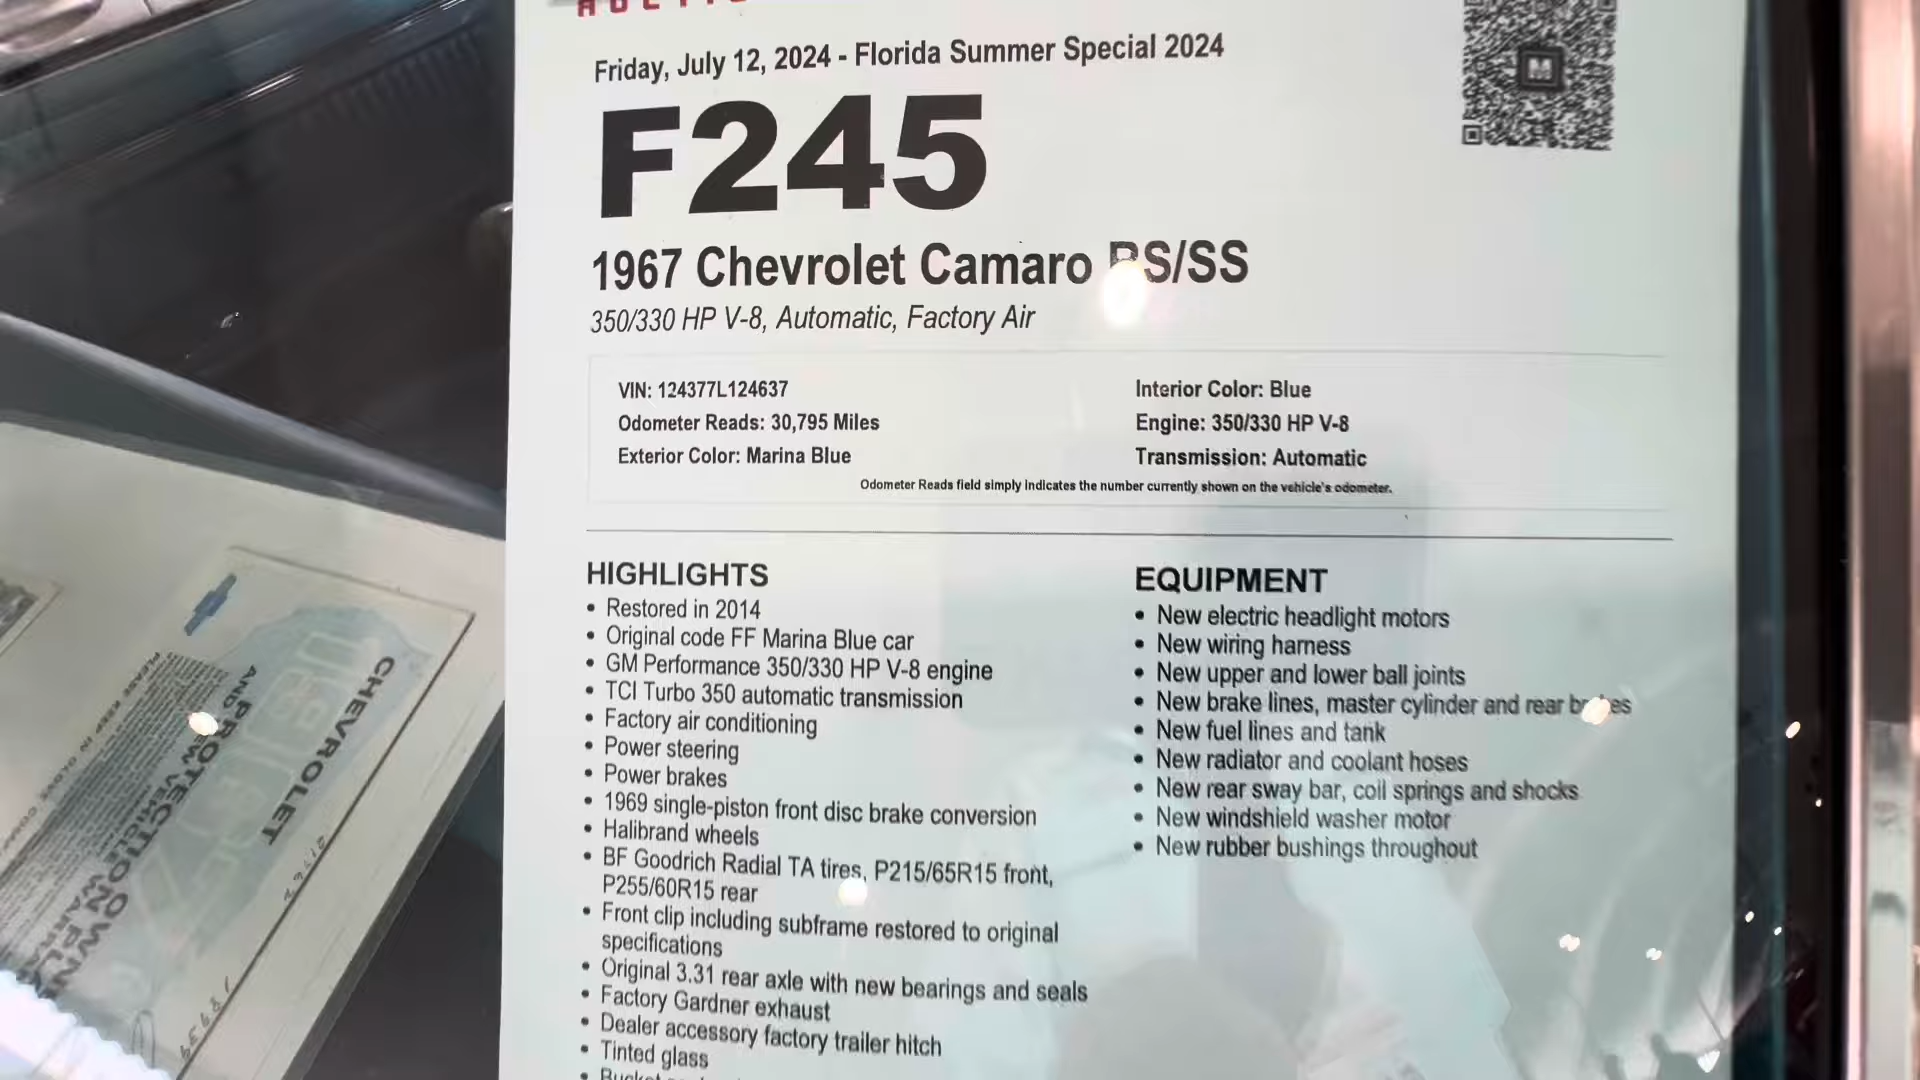 Friday, July 12, 2024 - Florida Summer Special 2024
F245
1967 Chevrolet Camaro RS/SS
350/330 HP V-8, Automatic, Factory Air
VIN: 124377L124637
Odometer Reads: 30,795 Miles
Exterior Color: Marina Blue
Interior Color: Blue
Engine: 350/330 HP V-8
Transmission: Automatic
Odometer Reads field simply indicates the number currently shown on the vehicle's odometer.
HIGHLIGHTS
• Restored in 2014
• Original code FF Marina Blue car
• GM Performance 350/330 HP V-8 engine
• TCI Turbo 350 automatic transmission
• Factory air conditioning
• Power steering
• Power brakes
• 1969 single-piston front disc brake conversion
• Halibrand wheels
• BF Goodrich Radial TA tires, P215/65R15 front,
P255/60R15 rear
• Front clip including subframe restored to original
specifications
• Original 3.31 rear axle with new bearings and seals
• Factory Gardner exhaust
• Dealer accessory factory trailer hitch
• Tinted glass
EQUIPMENT
• New electric headlight motors
• New wiring harness
• New upper and lower ball joints
• New brake lines, master cylinder and rear brakes
• New fuel lines and tank
• New radiator and coolant hoses
• New rear sway bar, coil springs and shocks
• New windshield washer motor
• New rubber bushings throughout
CHEVROLET
AND PROTECTION PLAN